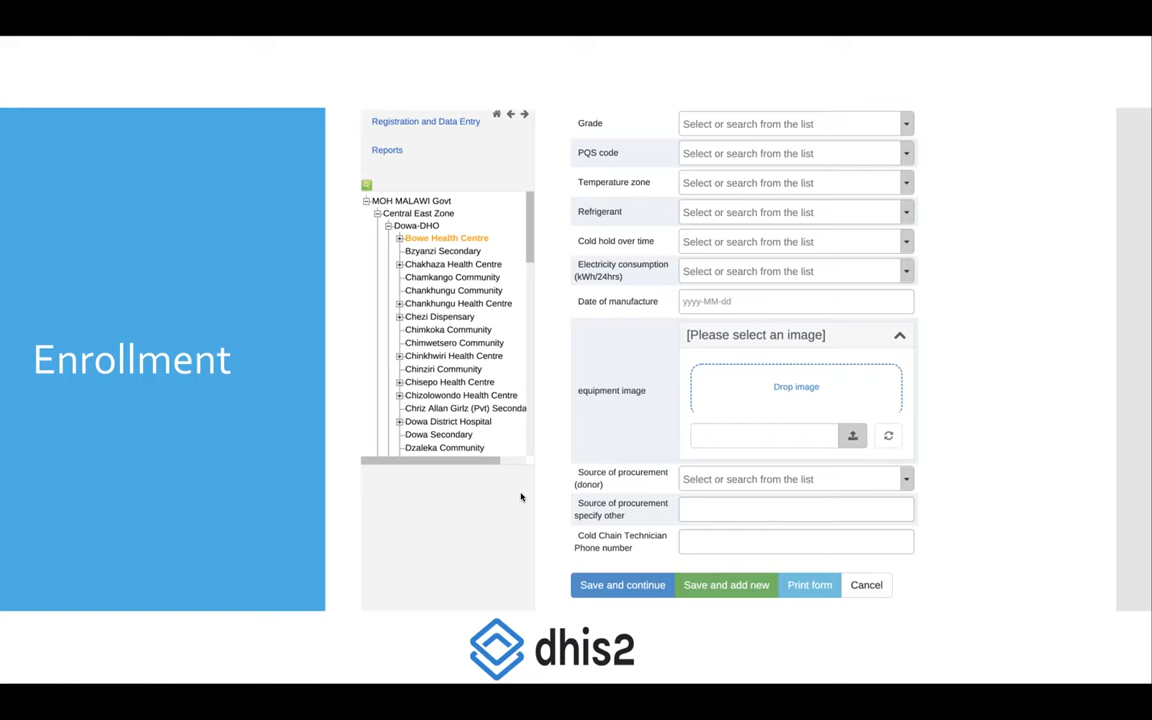 Enrollment
Registration and Data Entry
Reports
MOH MALAWI Govt
Central East Zone
Dowa-DHO
Bowe Health Centre
Bzyanzi Secondary
Chakhaza Health Centre
Chamkango Community
Chankhungu Community
Chankhungu Health Centre
Chezi Dispensary
Chimkoka Community
Chimwetsero Community
Chinkhwiri Health Centre
Chinziri Community
Chisepo Health Centre
Chizolowondo Health Centre
Chriz Allan Girlz (Pvt) Seconda
Dowa District Hospital
Dowa Secondary
Dzaleka Community
Grade Select or search from the list
PQS code Select or search from the list
Temperature zone Select or search from the list
Refrigerant Select or search from the list
Cold hold over time Select or search from the list
Electricity consumption
(kWh/24hrs) Select or search from the list
Date of manufacture yyyy-MM-dd
[Please select an image]
equipment image Drop image
Source of procurement
(donor) Select or search from the list
Source of procurement
specify other
Cold Chain Technician
Phone number
Save and continue Save and add new Print form Cancel
dhis2